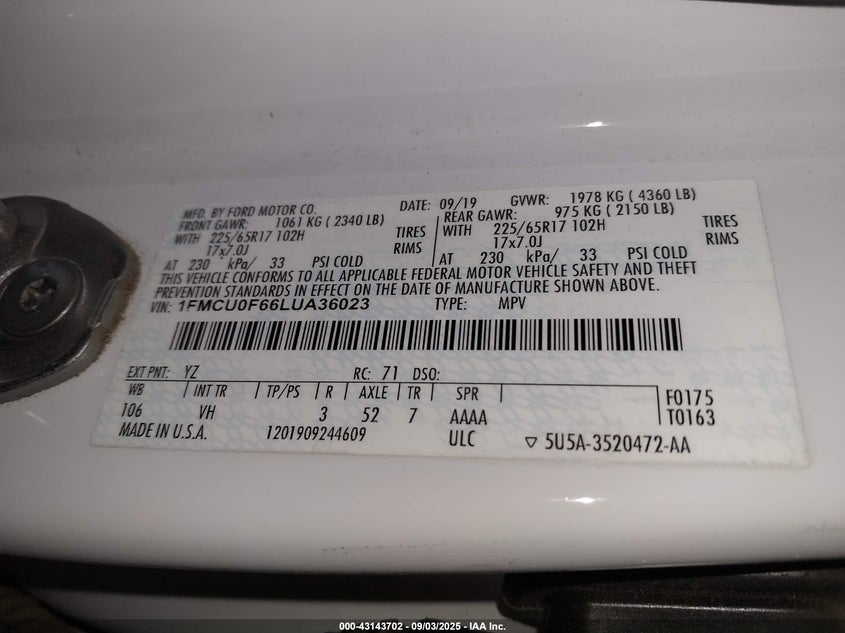 MFD. BY FORD MOTOR CO. DATE: 09/19 GVWR: 1978 KG ( 4360 LB)
FRONT GAWR: 1061 KG ( 2340 LB) REAR GAWR: 975 KG ( 2150 LB)
WITH 225/65R17 102H TIRES WITH 225/65R17 102H TIRES
17x7.0J RIMS 17x7.0J RIMS
AT 230 kPa/ 33 PSI COLD AT 230 kPa/ 33 PSI COLD
THIS VEHICLE CONFORMS TO ALL APPLICABLE FEDERAL MOTOR VEHICLE SAFETY AND THEFT
PREVENTION STANDARDS IN EFFECT ON THE DATE OF MANUFACTURE SHOWN ABOVE.
VIN: 1FMCU0F66LUA36023 TYPE: MPV
EXT PNT: YZ RC: 71 DSO:
WB INT TR TP/PS R AXLE TR SPR F0175
106 VH 3 52 7 AAAA T0163
MADE IN U.S.A. 1201909244609 ULC ▽ 5U5A-3520472-AA
000-43143702 - 09/03/2025 - IAA Inc.